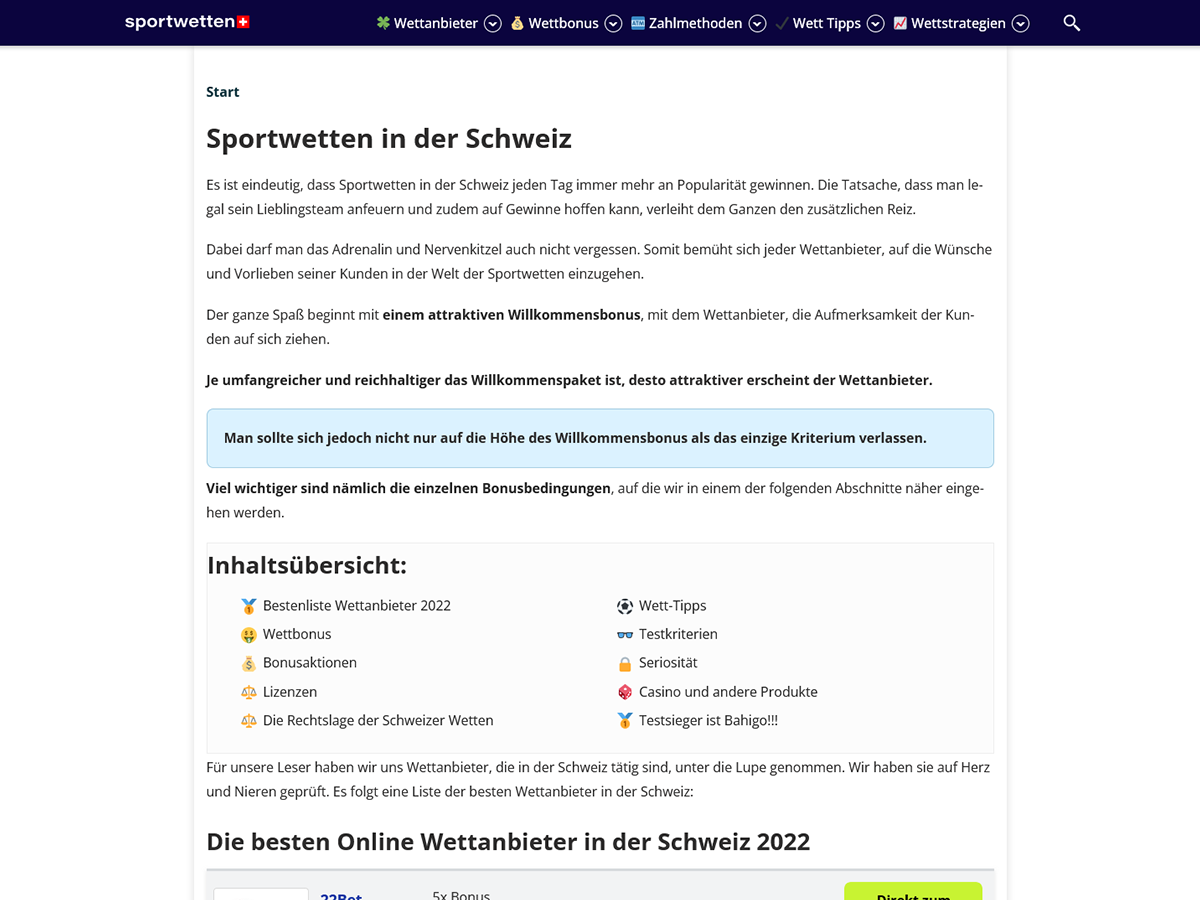 sportwetten
Wettanbieter Wettbonus Zahlmethoden Wett Tipps Wettstrategien
Start
Sportwetten in der Schweiz
Es ist eindeutig, dass Sportwetten in der Schweiz jeden Tag immer mehr an Popularität gewinnen. Die Tatsache, dass man le-
gal sein Lieblingsteam anfeuern und zudem auf Gewinne hoffen kann, verleiht dem Ganzen den zusätzlichen Reiz.
Dabei darf man das Adrenalin und Nervenkitzel auch nicht vergessen. Somit bemüht sich jeder Wettanbieter, auf die Wünsche
und Vorlieben seiner Kunden in der Welt der Sportwetten einzugehen.
Der ganze Spaß beginnt mit einem attraktiven Willkommensbonus, mit dem Wettanbieter, die Aufmerksamkeit der Kun-
den auf sich ziehen.
Je umfangreicher und reichhaltiger das Willkommenspaket ist, desto attraktiver erscheint der Wettanbieter.
Man sollte sich jedoch nicht nur auf die Höhe des Willkommensbonus als das einzige Kriterium verlassen.
Viel wichtiger sind nämlich die einzelnen Bonusbedingungen, auf die wir in einem der folgenden Abschnitte näher einge-
hen werden.
Inhaltsübersicht:
Bestenliste Wettanbieter 2022
Wettbonus
Bonusaktionen
Lizenzen
Die Rechtslage der Schweizer Wetten
Wett-Tipps
Testkriterien
Seriosität
Casino und andere Produkte
Testsieger ist Bahigo!!!
Für unsere Leser haben wir uns Wettanbieter, die in der Schweiz tätig sind, unter die Lupe genommen. Wir haben sie auf Herz
und Nieren geprüft. Es folgt eine Liste der besten Wettanbieter in der Schweiz:
Die besten Online Wettanbieter in der Schweiz 2022
22Bet
5x Bonus
Direkt zum